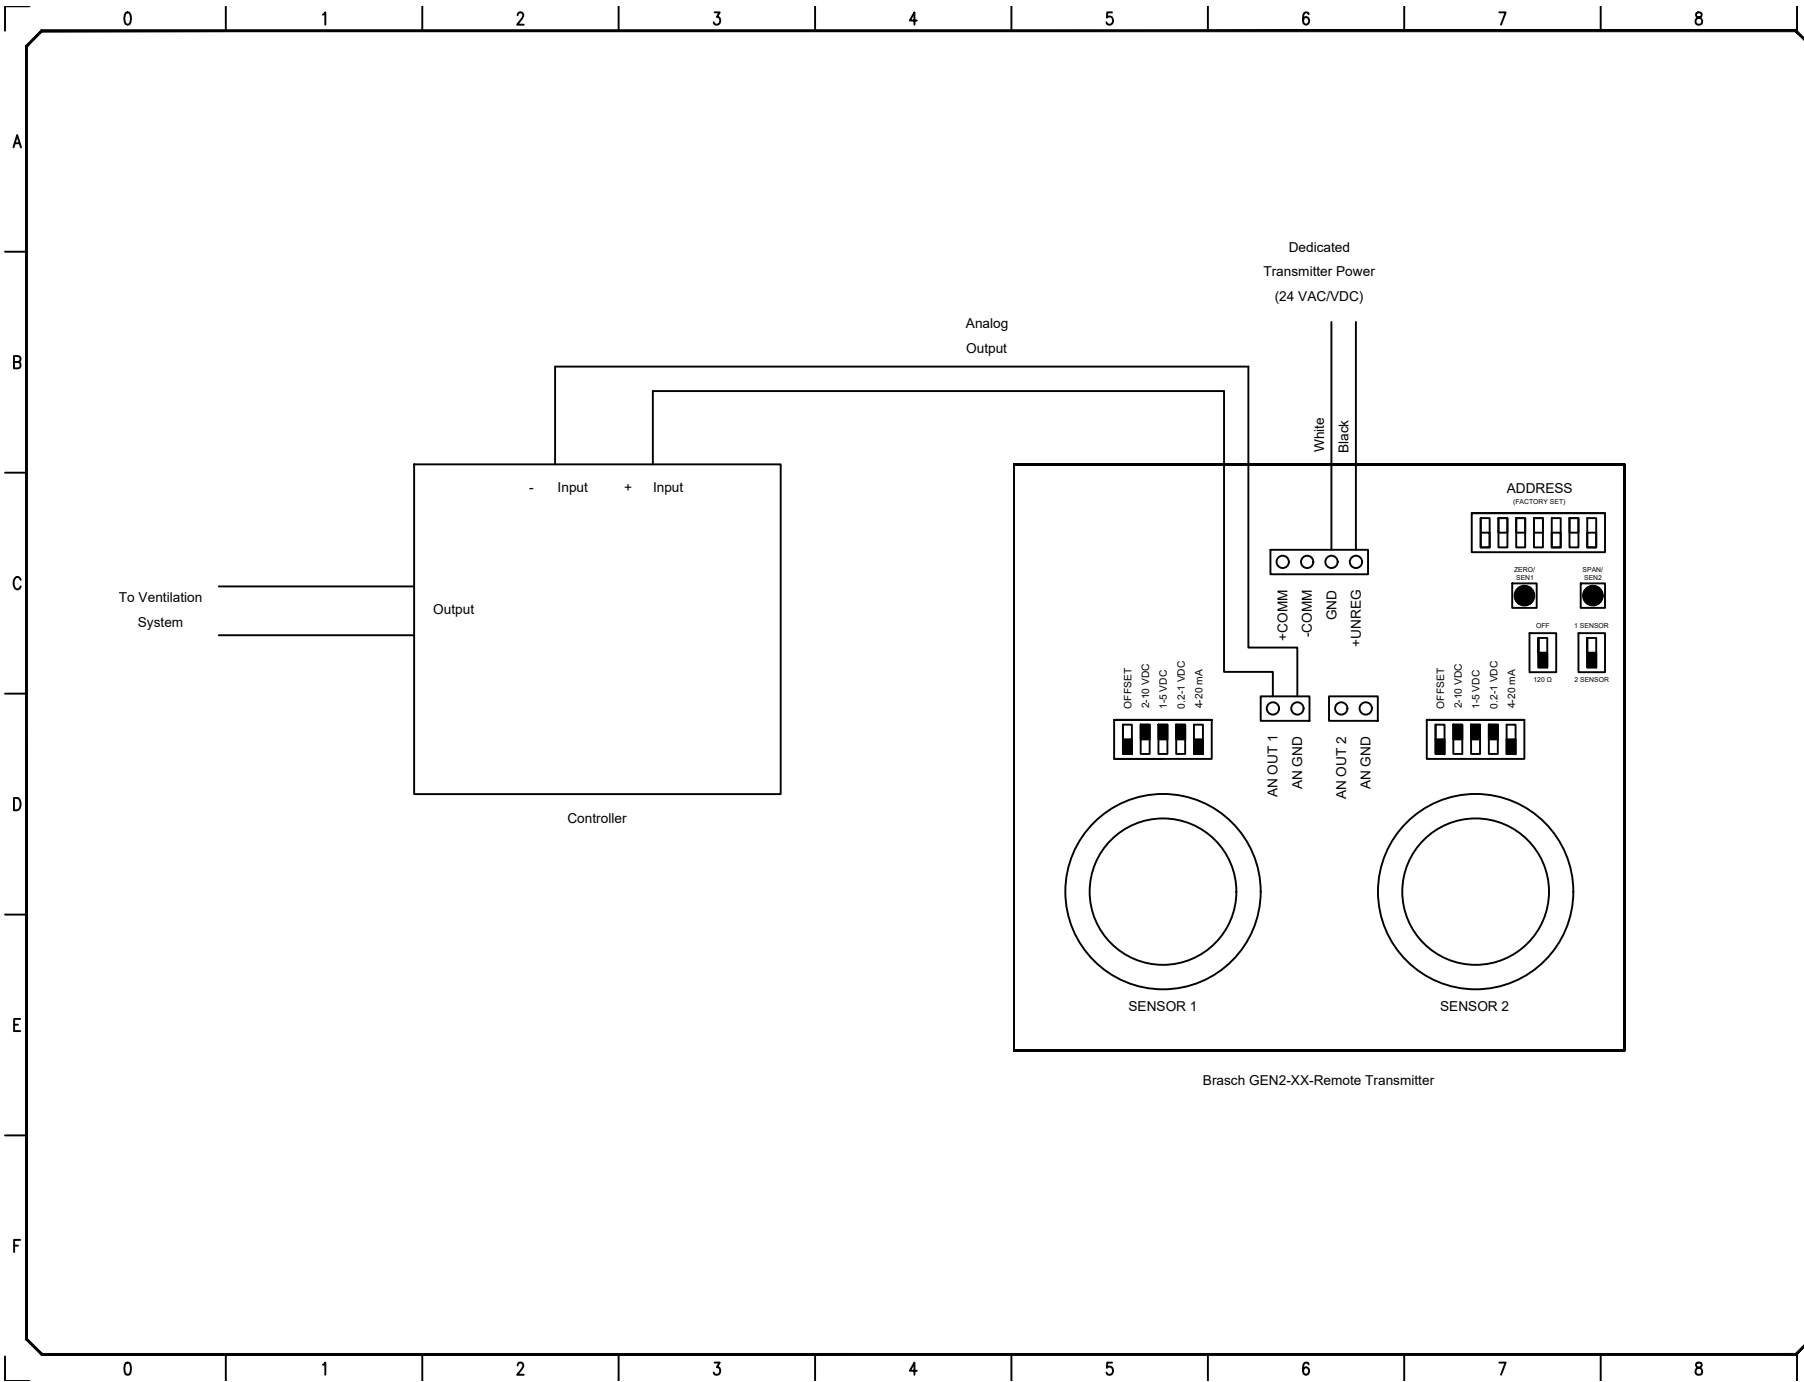 0 1 2 3 4 5 6 7 8
A
Dedicated
Transmitter Power
(24 VAC/VDC)
Analog
Output
B
White
Black
- Input + Input
ADDRESS
(FACTORY SET)
C
To Ventilation
System
Output
+COMM
-COMM
GND
+UNREG
ZERO/
SEN1
SPAN/
SEN2
OFF
120 Ω
1 SENSOR
2 SENSOR
OFFSET
2-10 VDC
1-5 VDC
0.2-1 VDC
4-20 mA
OFFSET
2-10 VDC
1-5 VDC
0.2-1 VDC
4-20 mA
AN OUT 1
AN GND
AN OUT 2
AN GND
D
Controller
SENSOR 1
SENSOR 2
E
Brasch GEN2-XX-Remote Transmitter
F
0 1 2 3 4 5 6 7 8